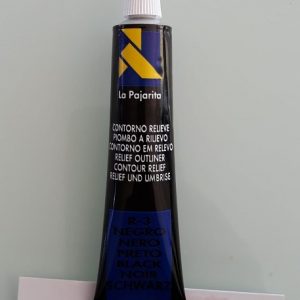 La Pajarita
CONTORNO RELIEVE
PIOMBO A RILIEVO
CONTORNO EM RELEVO
RELIEF OUTLINER
CONTOUR RELIEF
RELIEF UND UMBRISE
R-3
NEGRO
NERO
PRETO
BLACK
NOIR
SCHWARZ